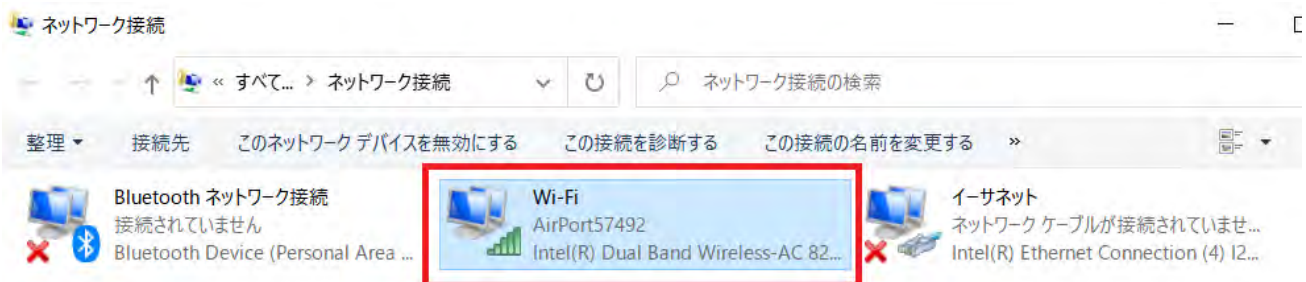 ネットワーク接続
« すべて... › ネットワーク接続
ネットワーク接続の検索
整理 接続先 このネットワーク デバイスを無効にする この接続を診断する この接続の名前を変更する »
Bluetooth ネットワーク接続
接続されていません
Bluetooth Device (Personal Area ...
Wi-Fi
AirPort57492
Intel(R) Dual Band Wireless-AC 82...
イーサネット
ネットワーク ケーブルが接続されていませ...
Intel(R) Ethernet Connection (4) I2...